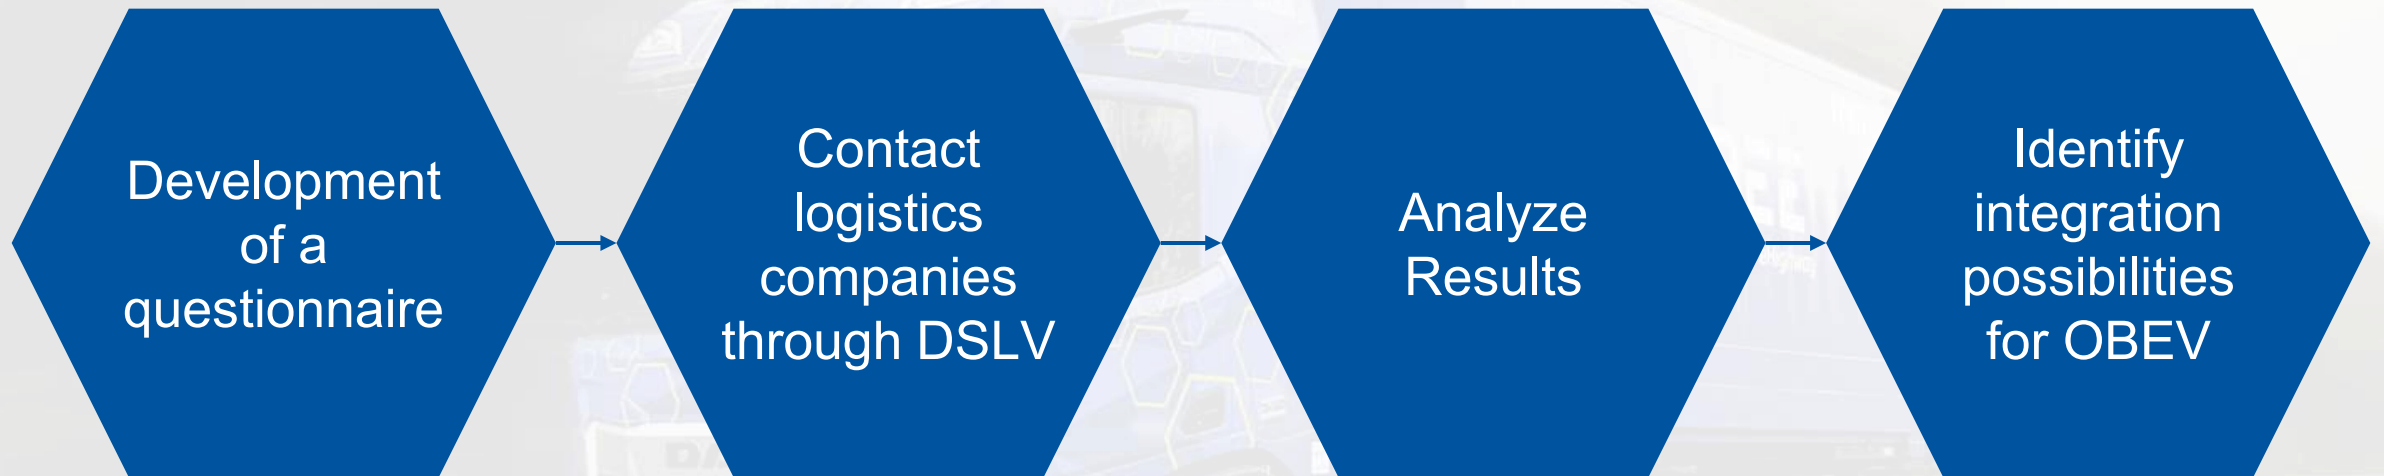 Development
of a
questionnaire
Contact
logistics
companies
through DSLV
Analyze
Results
Identify
integration
possibilities
for OBEV